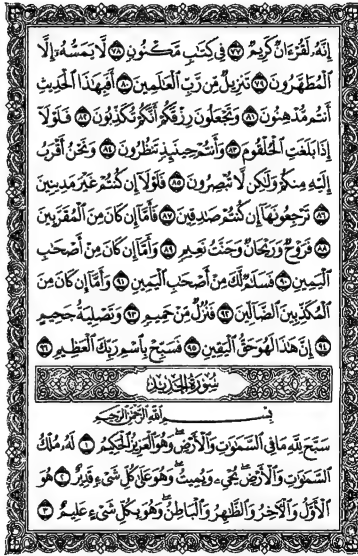 إِنَّهُۥ لَقُرْءَانٌ كَرِيمٌ ٧٧ فِى كِتَٰبٍ مَّكْنُونٍ ٧٨ لَّا يَمَسُّهُۥٓ إِلَّا
ٱلْمُطَهَّرُونَ ٧٩ تَنزِيلٌ مِّن رَّبِّ ٱلْعَٰلَمِينَ ٨٠ أَفَبِهَٰذَا ٱلْحَدِيثِ
أَنتُم مُّدْهِنُونَ ٨١ وَتَجْعَلُونَ رِزْقَكُمْ أَنَّكُمْ تُكَذِّبُونَ ٨٢ فَلَوْلَآ
إِذَا بَلَغَتِ ٱلْحُلْقُومَ ٨٣ وَأَنتُمْ حِينَئِذٍ تَنظُرُونَ ٨٤ وَنَحْنُ أَقْرَبُ
إِلَيْهِ مِنكُمْ وَلَٰكِن لَّا تُبْصِرُونَ ٨٥ فَلَوْلَآ إِن كُنتُمْ غَيْرَ مَدِينِينَ
٨٦ تَرْجِعُونَهَآ إِن كُنتُمْ صَٰدِقِينَ ٨٧ فَأَمَّآ إِن كَانَ مِنَ ٱلْمُقَرَّبِينَ
٨٨ فَرَوْحٌ وَرَيْحَانٌ وَجَنَّتُ نَعِيمٍ ٨٩ وَأَمَّآ إِن كَانَ مِنْ أَصْحَٰبِ
ٱلْيَمِينِ ٩٠ فَسَلَٰمٌ لَّكَ مِنْ أَصْحَٰبِ ٱلْيَمِينِ ٩١ وَأَمَّآ إِن كَانَ مِنَ
ٱلْمُكَذِّبِينَ ٱلضَّآلِّينَ ٩٢ فَنُزُلٌ مِّنْ حَمِيمٍ ٩٣ وَتَصْلِيَةُ جَحِيمٍ
٩٤ إِنَّ هَٰذَا لَهُوَ حَقُّ ٱلْيَقِينِ ٩٥ فَسَبِّحْ بِٱسْمِ رَبِّكَ ٱلْعَظِيمِ ٩٦
سُورَةُ الحَدِيد
بِسْمِ ٱللَّهِ ٱلرَّحْمَٰنِ ٱلرَّحِيمِ
سَبَّحَ لِلَّهِ مَا فِى ٱلسَّمَٰوَٰتِ وَٱلْأَرْضِ وَهُوَ ٱلْعَزِيزُ ٱلْحَكِيمُ ١ لَهُۥ مُلْكُ
ٱلسَّمَٰوَٰتِ وَٱلْأَرْضِ يُحْىِۦ وَيُمِيتُ وَهُوَ عَلَىٰ كُلِّ شَىْءٍ قَدِيرٌ ٢ هُوَ
ٱلْأَوَّلُ وَٱلْءَاخِرُ وَٱلظَّٰهِرُ وَٱلْبَاطِنُ وَهُوَ بِكُلِّ شَىْءٍ عَلِيمٌ ٣